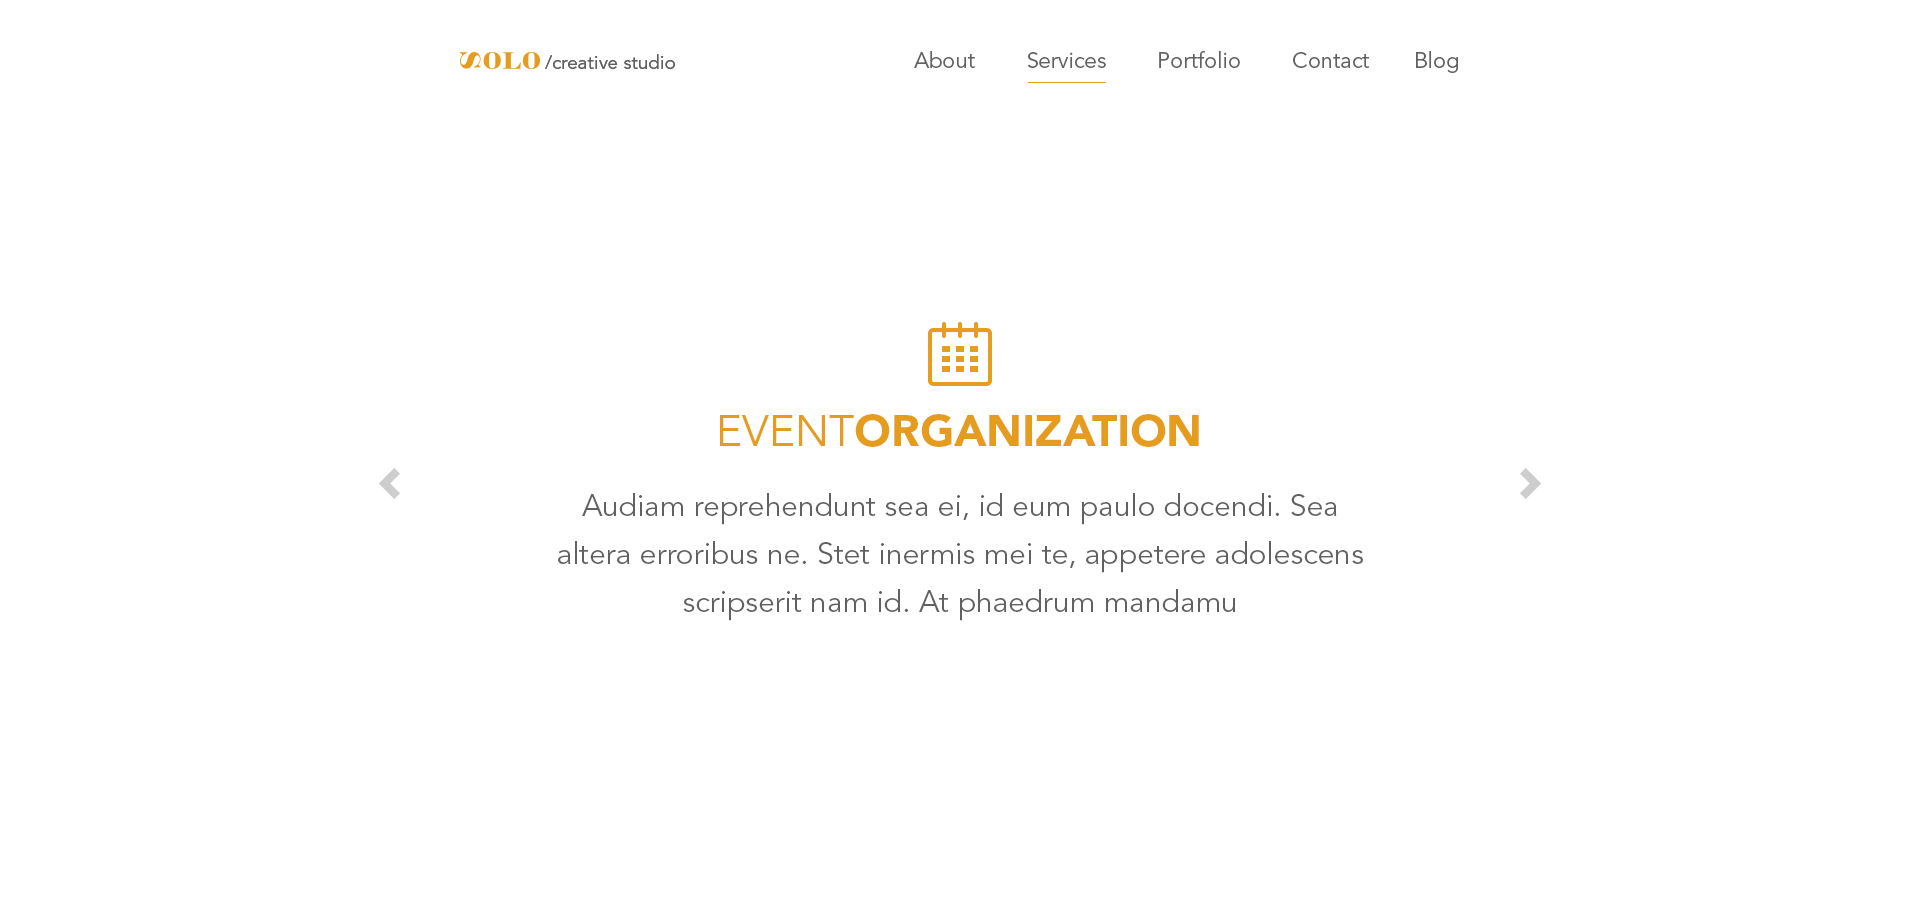 SOLO /creative studio
About Services Portfolio Contact Blog
EVENTORGANIZATION
Audiam reprehendunt sea ei, id eum paulo docendi. Sea
altera erroribus ne. Stet inermis mei te, appetere adolescens
scripserit nam id. At phaedrum mandamu